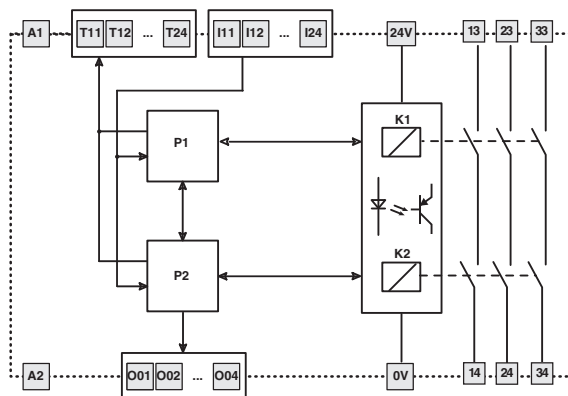 A1 T11 T12 ... T24 I11 I12 ... I24 24V 13 23 33
P1 K1
P2 K2
A2 O01 O02 ... O04 0V 14 24 34